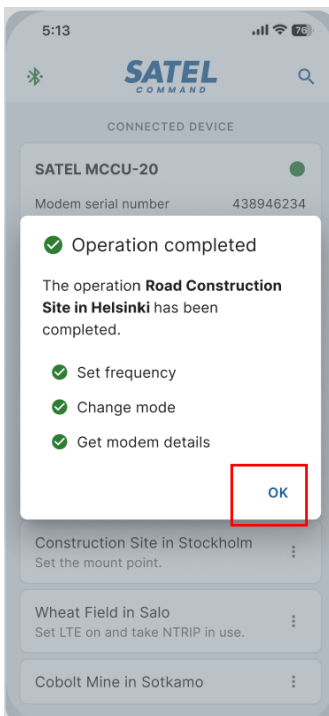 5:13
76
SATEL
COMMAND
CONNECTED DEVICE
SATEL MCCU-20
Modem serial number 438946234
Operation completed
The operation Road Construction
Site in Helsinki has been
completed.
Set frequency
Change mode
Get modem details
OK
Construction Site in Stockholm
Set the mount point.
Wheat Field in Salo
Set LTE on and take NTRIP in use.
Cobolt Mine in Sotkamo